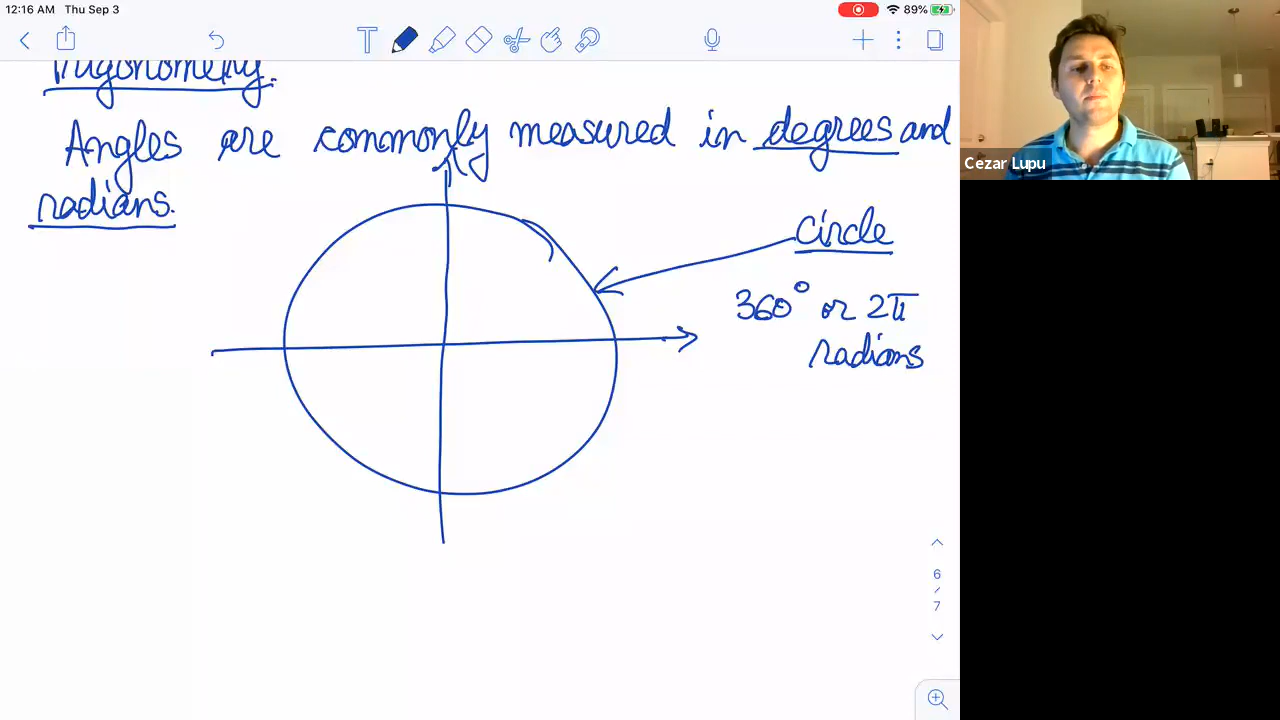 12:16 AM Thu Sep 3
89%
T
Trigonometry.
Angles are commonly measured in degrees and
radians.
circle
360° or 2π
radians
Cezar Lupu
6
7